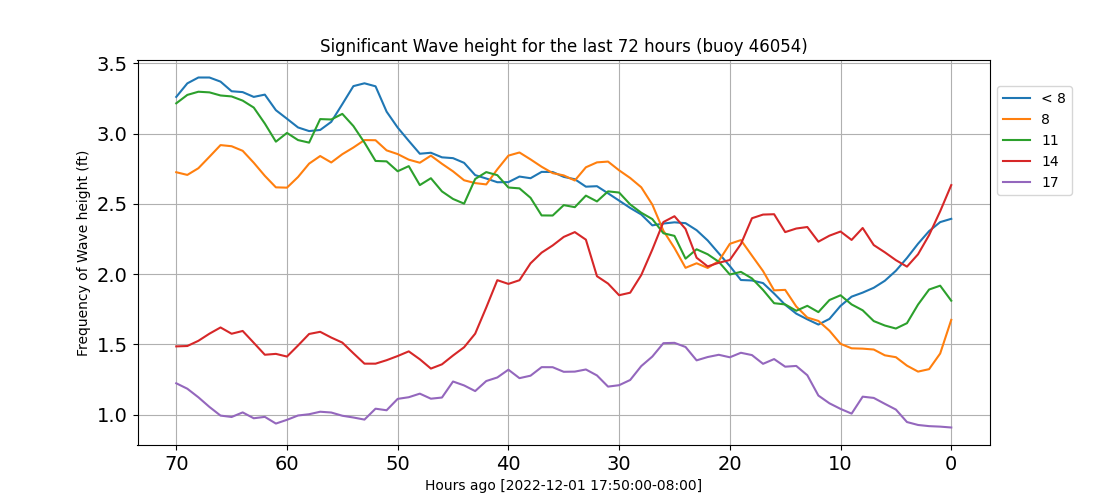 Significant Wave height for the last 72 hours (buoy 46054)
3.5
3.0
2.5
2.0
1.5
1.0
Frequency of Wave height (ft)
70 60 50 40 30 20 10 0
Hours ago [2022-12-01 17:50:00-08:00]
< 8
8
11
14
17